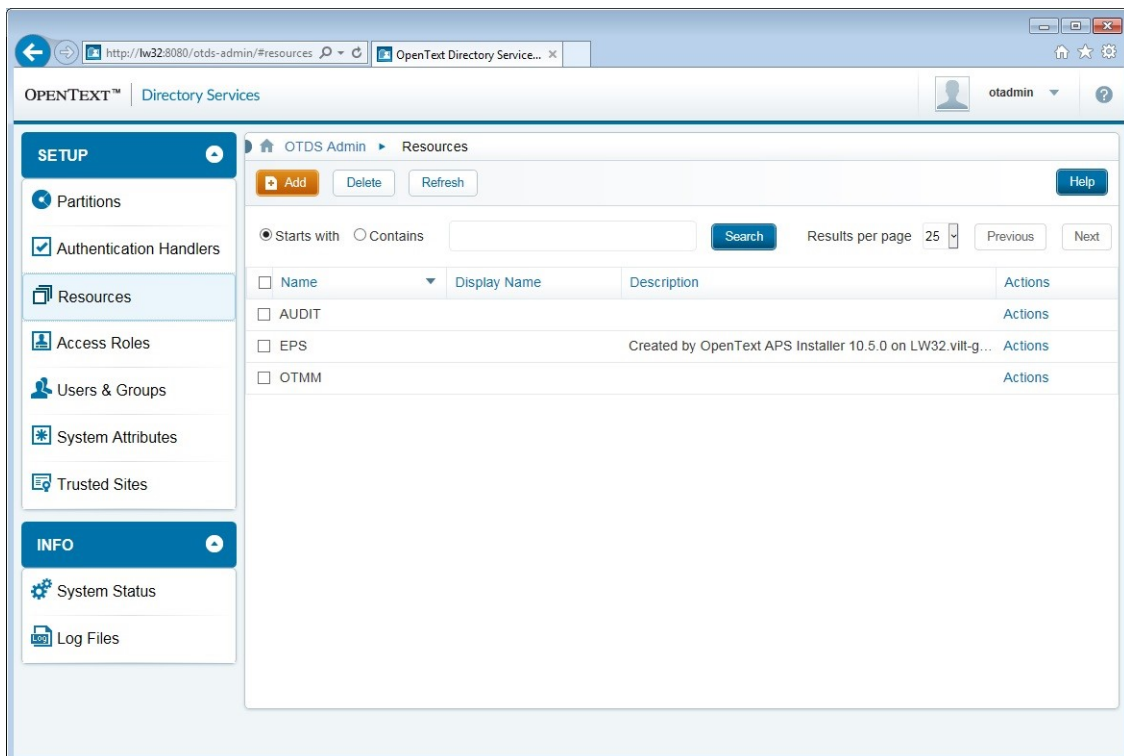 http://lw32:8080/otds-admin/#resources
OpenText Directory Service...
OPENTEXT™ Directory Services
otadmin
SETUP
Partitions
Authentication Handlers
Resources
Access Roles
Users & Groups
System Attributes
Trusted Sites
INFO
System Status
Log
Log Files
OTDS Admin Resources
Add Delete Refresh Help
Starts with Contains Search Results per page 25 Previous Next
Name Display Name Description Actions
AUDIT Actions
EPS Created by OpenText APS Installer 10.5.0 on LW32.vilt-g... Actions
OTMM Actions